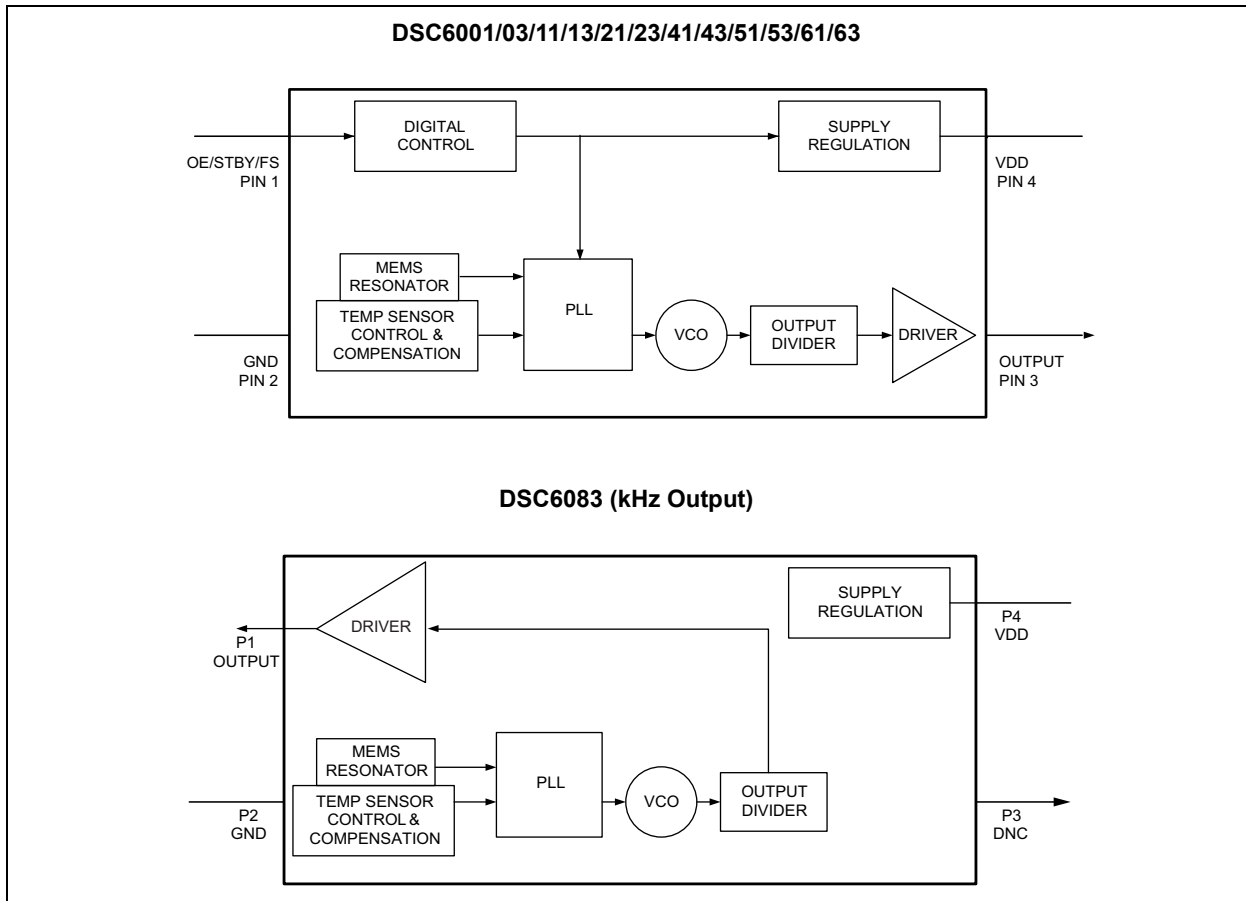 DSC6001/03/11/13/21/23/41/43/51/53/61/63
DIGITAL
CONTROL
SUPPLY
REGULATION
OE/STBY/FS
PIN 1
VDD
PIN 4
MEMS
RESONATOR
TEMP SENSOR
CONTROL &
COMPENSATION
PLL
VCO
OUTPUT
DIVIDER
DRIVER
GND
PIN 2
OUTPUT
PIN 3
DSC6083 (kHz Output)
DRIVER
SUPPLY
REGULATION
P1
OUTPUT
P4
VDD
MEMS
RESONATOR
TEMP SENSOR
CONTROL &
COMPENSATION
PLL
VCO
OUTPUT
DIVIDER
P2
GND
P3
DNC